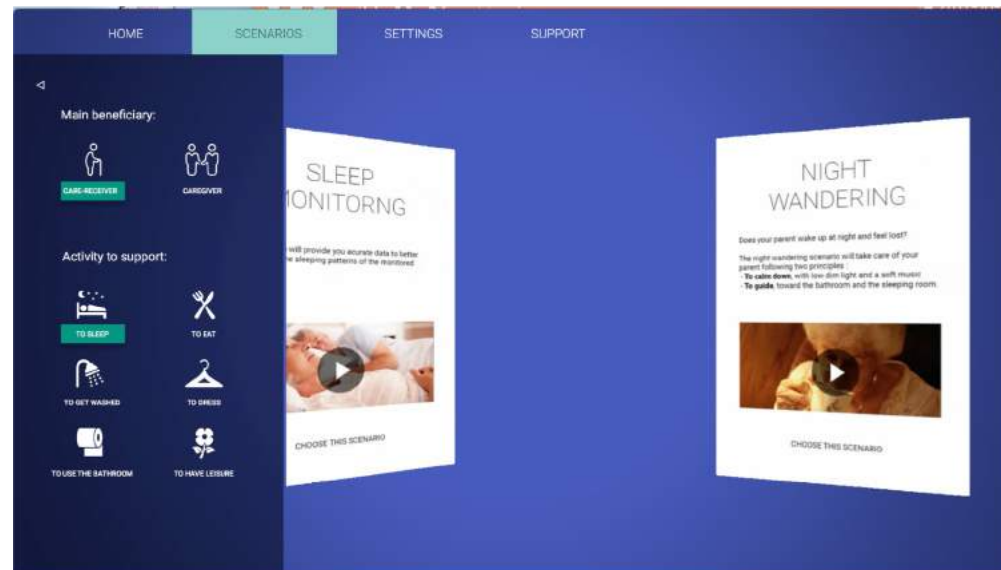 HOME
SCENARIOS
SETTINGS
SUPPORT
Main beneficiary:
CARE-RECEIVER
CAREGIVER
Activity to support:
TO SLEEP
TO EAT
TO GET WASHED
TO DRESS
TO USE THE BATHROOM
TO HAVE LEISURE
SLEEP
MONITORNG
will provide you acurate data to better
sleeping patterns of the monitored
CHOOSE THIS SCENARIO
NIGHT
WANDERING
Does your parent wake up at night and feel lost?
The night wandering scenario will take care of your
parent following two principles :
- To calm down, with low dim light and a soft music
- To guide, toward the bathroom and the sleeping room.
CHOOSE THIS SCENARIO